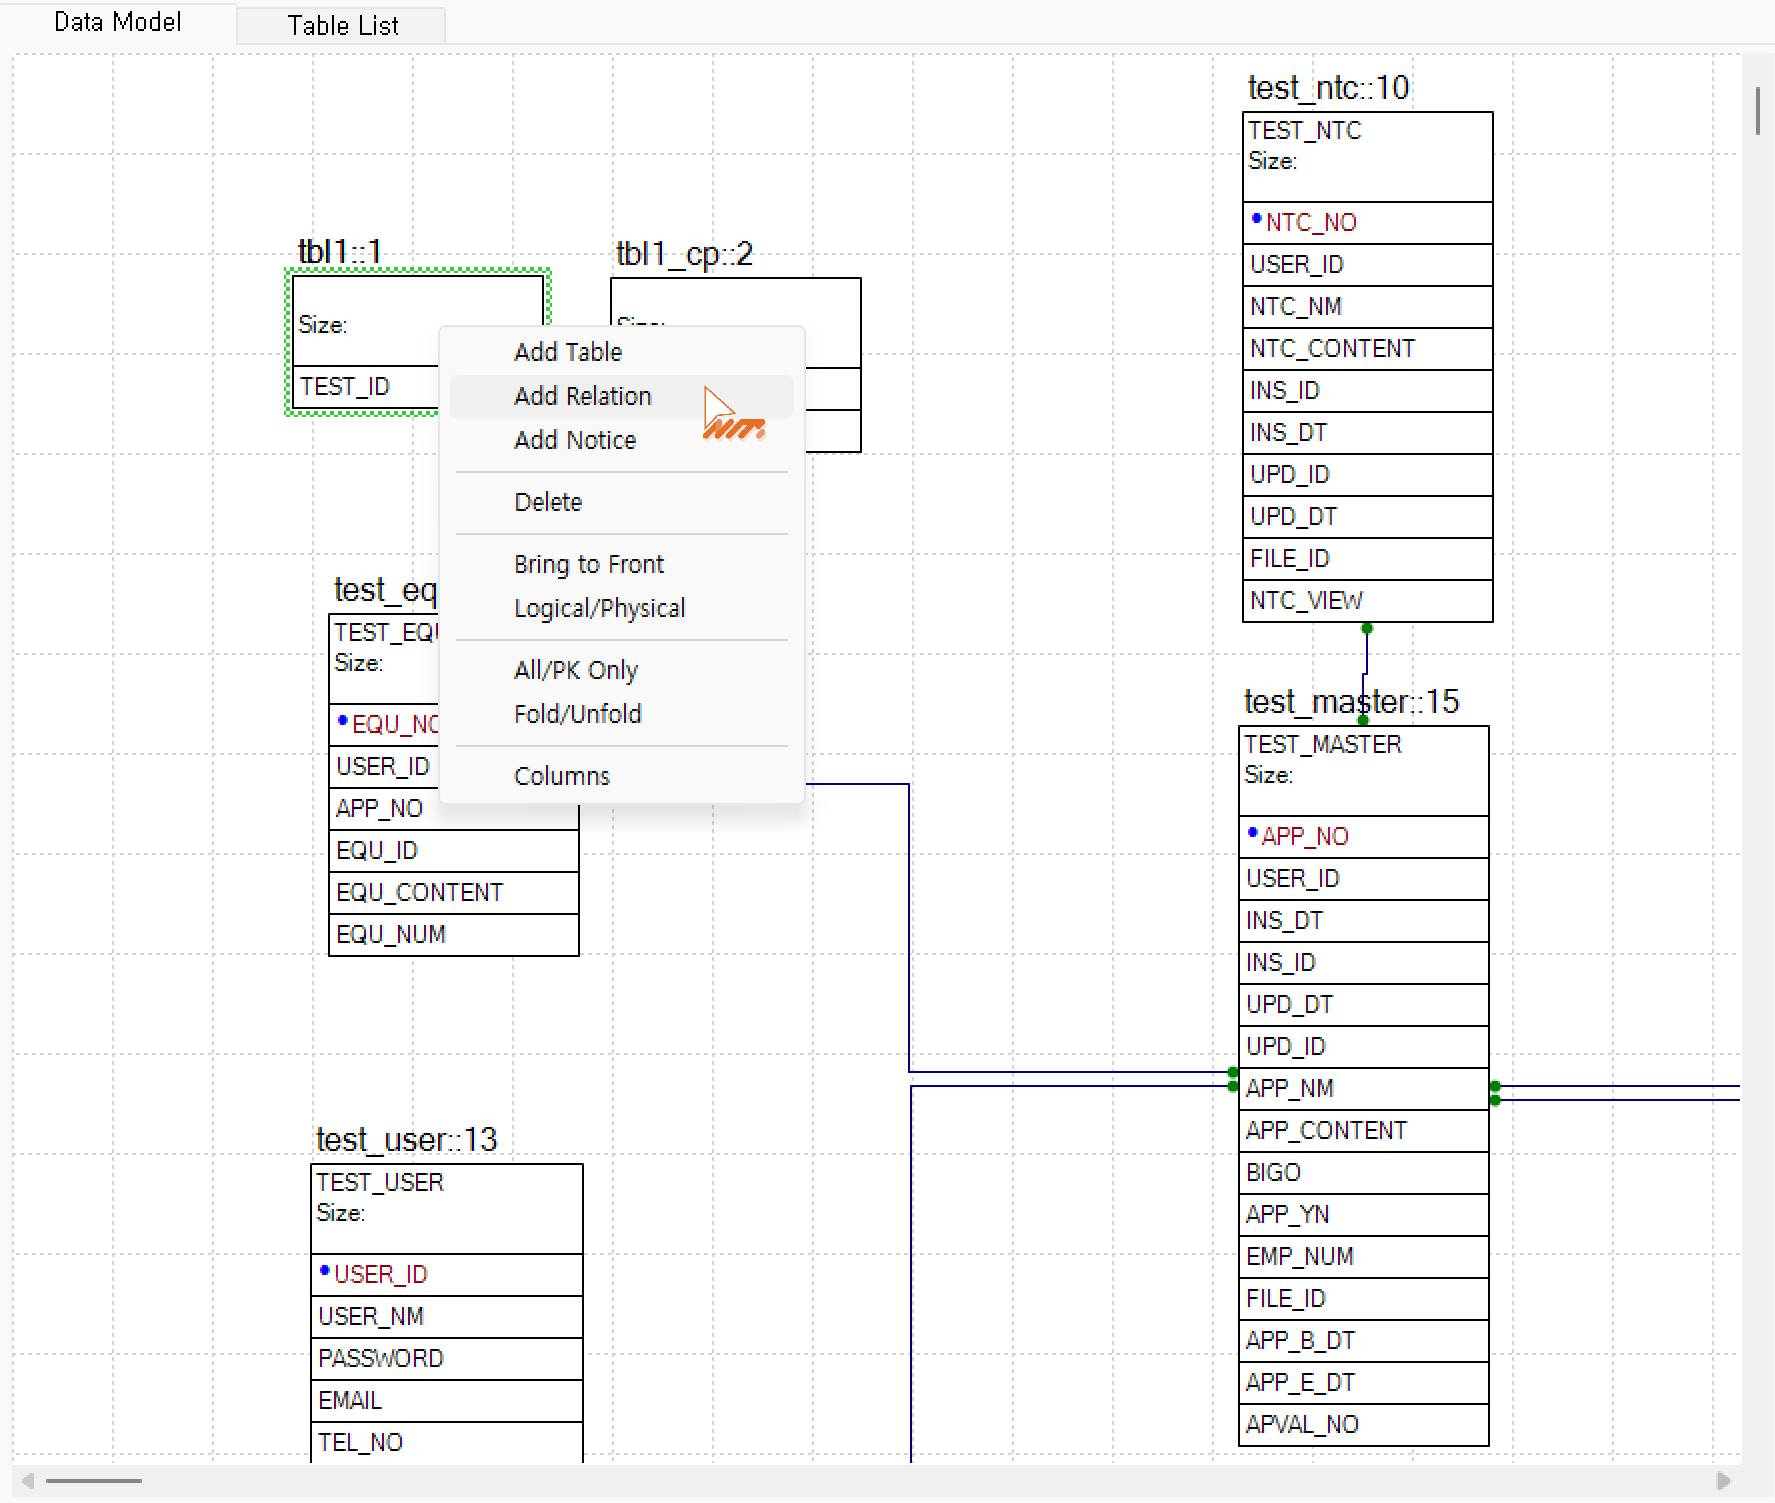 Data Model
Table List
test_ntc::10
TEST_NTC
Size:
NTC_NO
USER_ID
NTC_NM
NTC_CONTENT
INS_ID
INS_DT
UPD_ID
UPD_DT
FILE_ID
NTC_VIEW
tbl1::1
Size:
TEST_ID
tbl1_cp::2
Size:
Add Table
Add Relation
Add Notice
Delete
Bring to Front
Logical/Physical
All/PK Only
Fold/Unfold
Columns
test_eq
TEST_EQU
Size:
EQU_NO
USER_ID
APP_NO
EQU_ID
EQU_CONTENT
EQU_NUM
test_master::15
TEST_MASTER
Size:
APP_NO
USER_ID
INS_DT
INS_ID
UPD_DT
UPD_ID
APP_NM
APP_CONTENT
BIGO
APP_YN
EMP_NUM
FILE_ID
APP_B_DT
APP_E_DT
APVAL_NO
test_user::13
TEST_USER
Size:
USER_ID
USER_NM
PASSWORD
EMAIL
TEL_NO